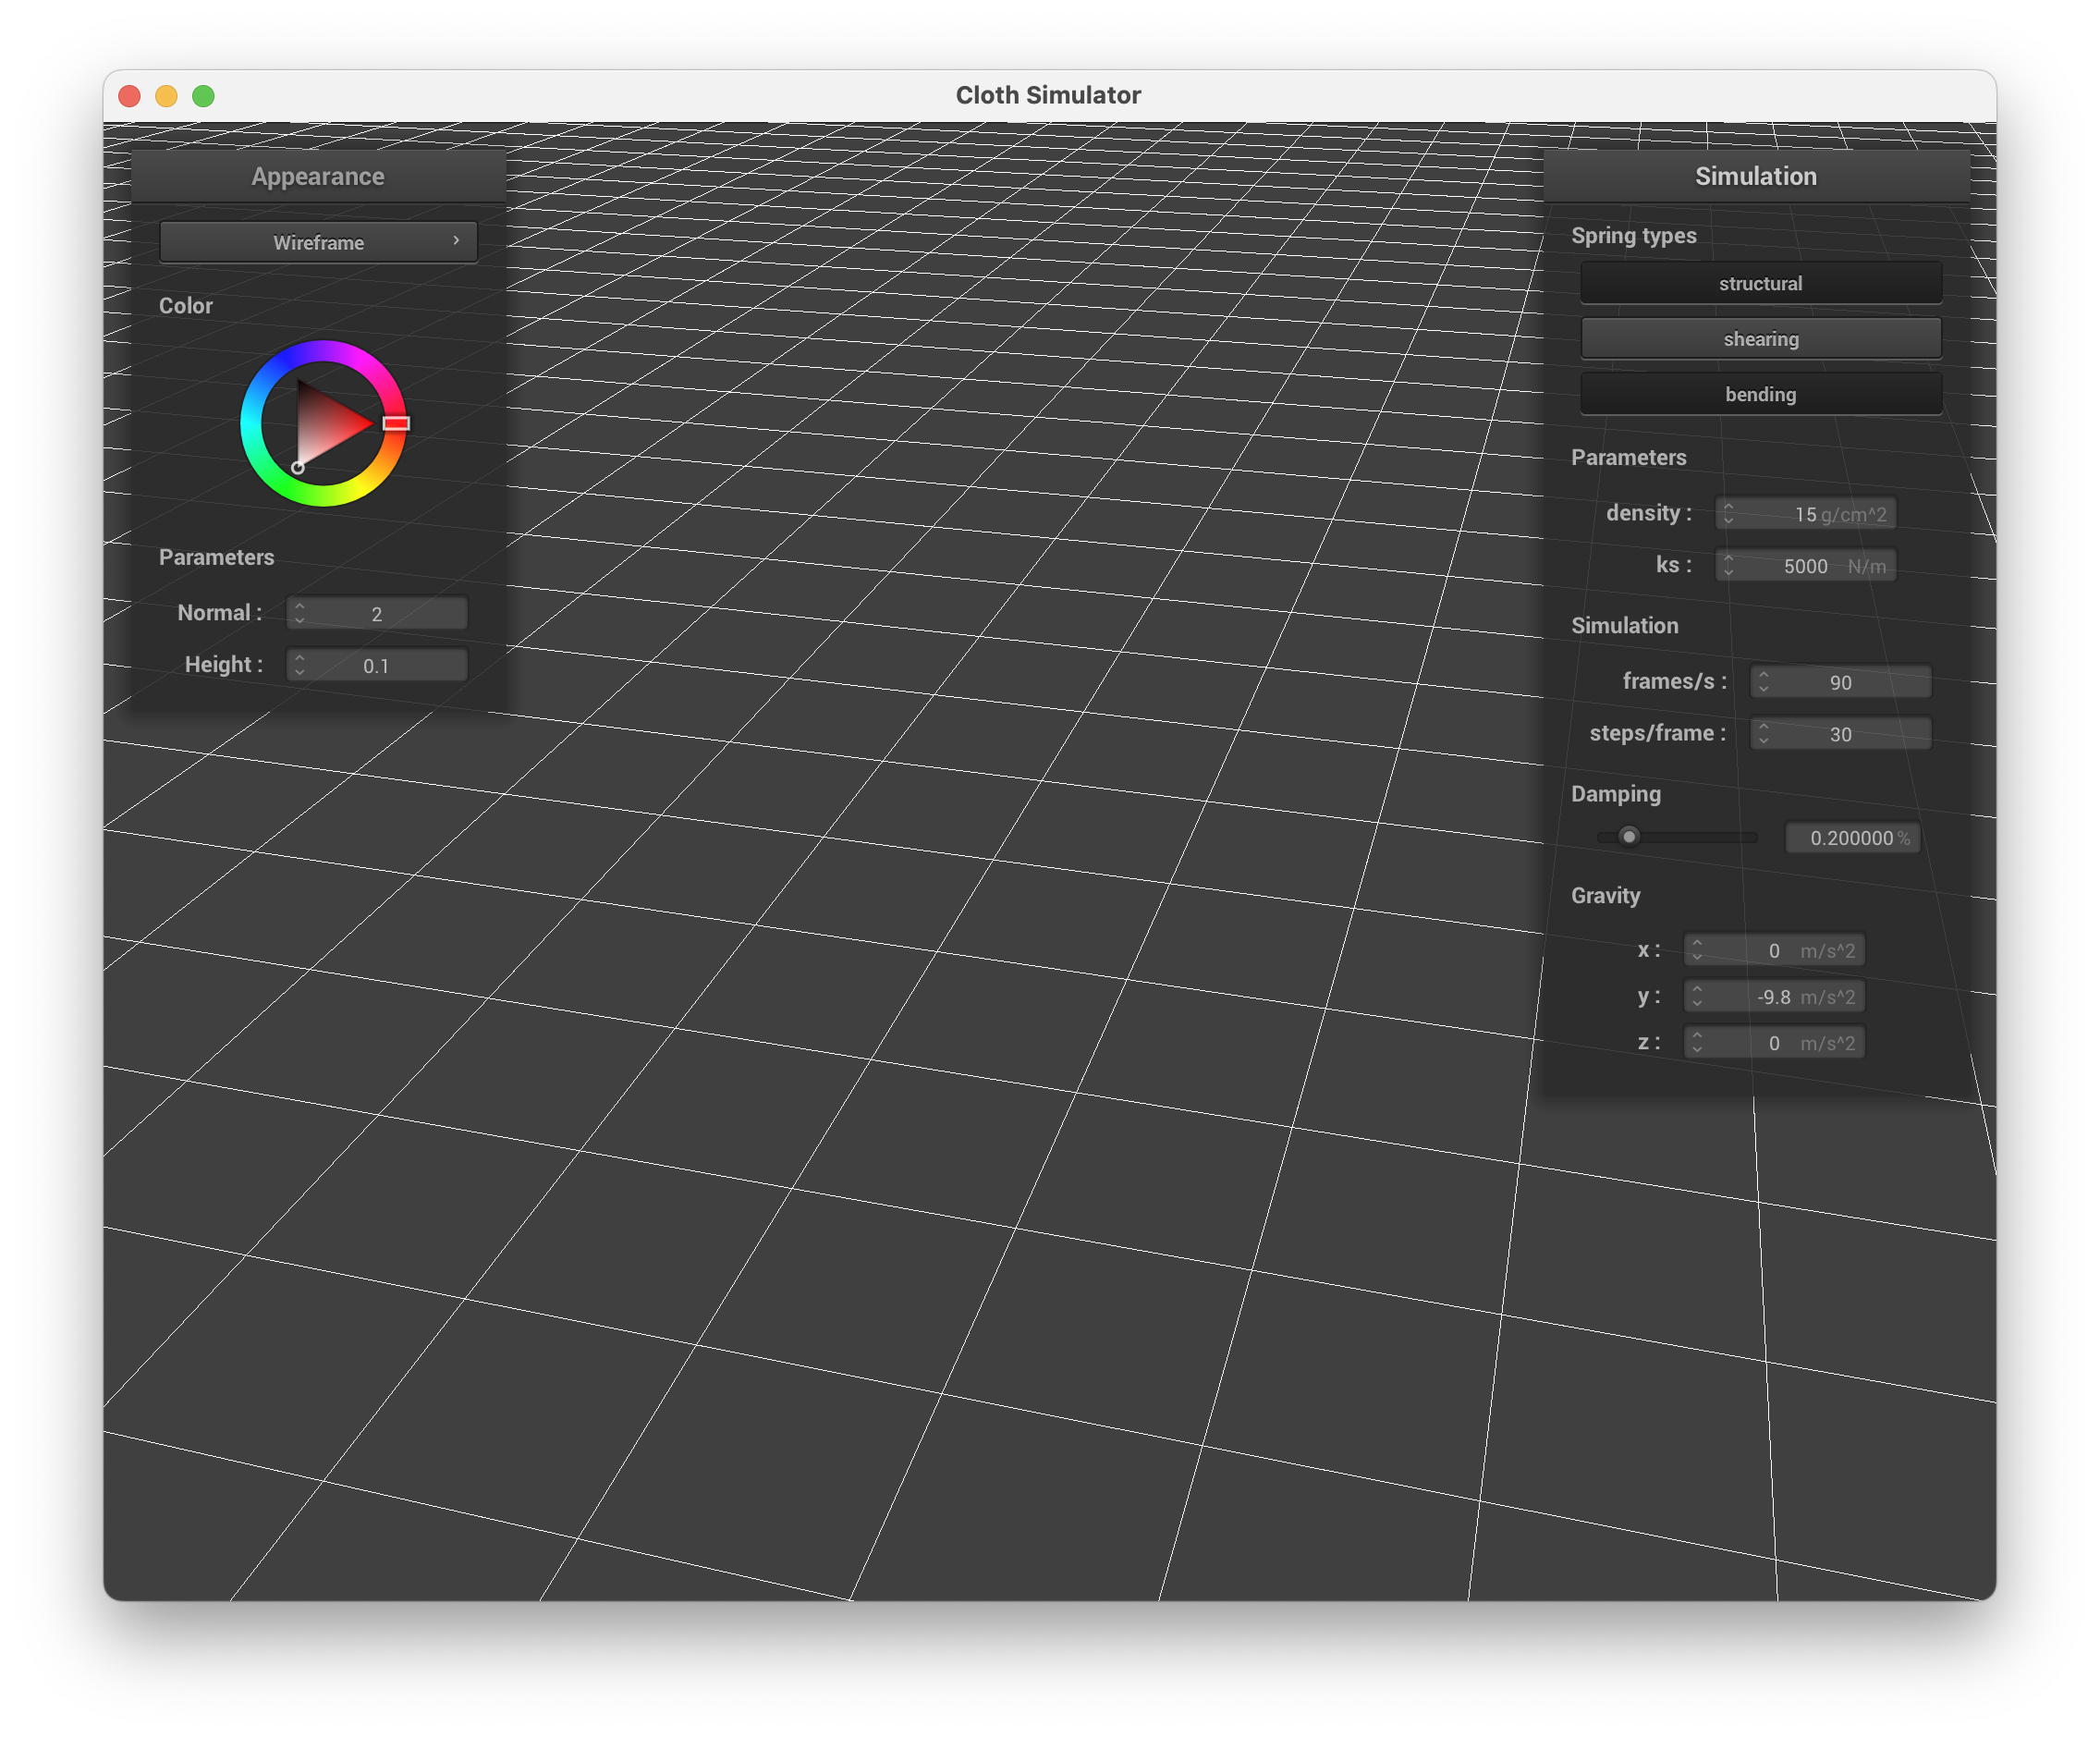 Cloth Simulator
Appearance
Wireframe
Color
Parameters
Normal : 2
Height : 0.1
Simulation
Spring types
structural
shearing
bending
Parameters
density : 15 g/cm^2
ks : 5000 N/m
Simulation
frames/s : 90
steps/frame : 30
Damping
0.200000 %
Gravity
x : 0 m/s^2
y : -9.8 m/s^2
z : 0 m/s^2